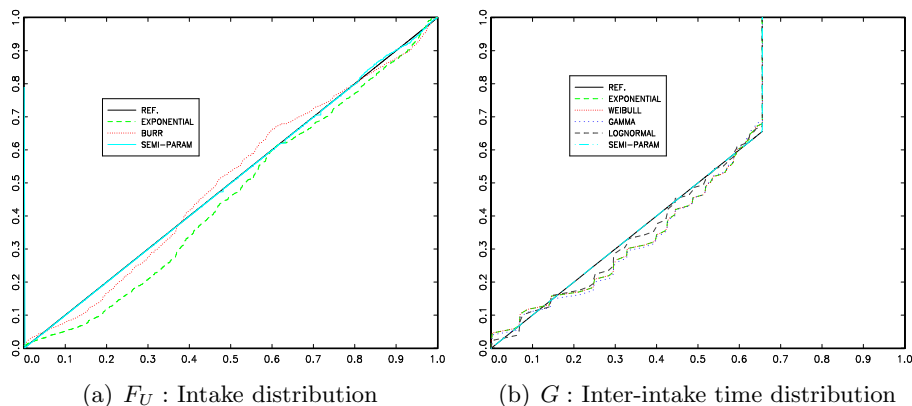 1.0
0.9
0.8
0.7
0.6
0.5
0.4
0.3
0.2
0.1
0.0
REF.
EXPONENTIAL
BURR
SEMI-PARAM
0.0 0.1 0.2 0.3 0.4 0.5 0.6 0.7 0.8 0.9 1.0
(a) F_U : Intake distribution
1.0
0.9
0.8
0.7
0.6
0.5
0.4
0.3
0.2
0.1
0.0
REF.
EXPONENTIAL
WEIBULL
GAMMA
LOGNORMAL
SEMI-PARAM
0.0 0.1 0.2 0.3 0.4 0.5 0.6 0.7 0.8 0.9 1.0
(b) G : Inter-intake time distribution